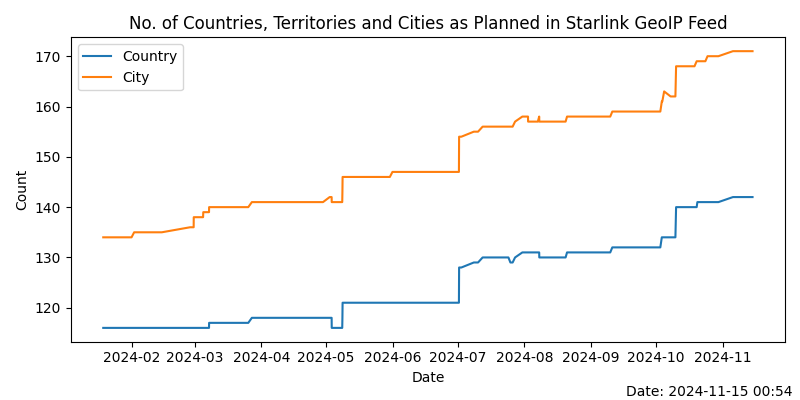 No. of Countries, Territories and Cities as Planned in Starlink GeoIP Feed
Country
City
170
160
150
140
130
120
Count
2024-02 2024-03 2024-04 2024-05 2024-06 2024-07 2024-08 2024-09 2024-10 2024-11
Date
Date: 2024-11-15 00:54